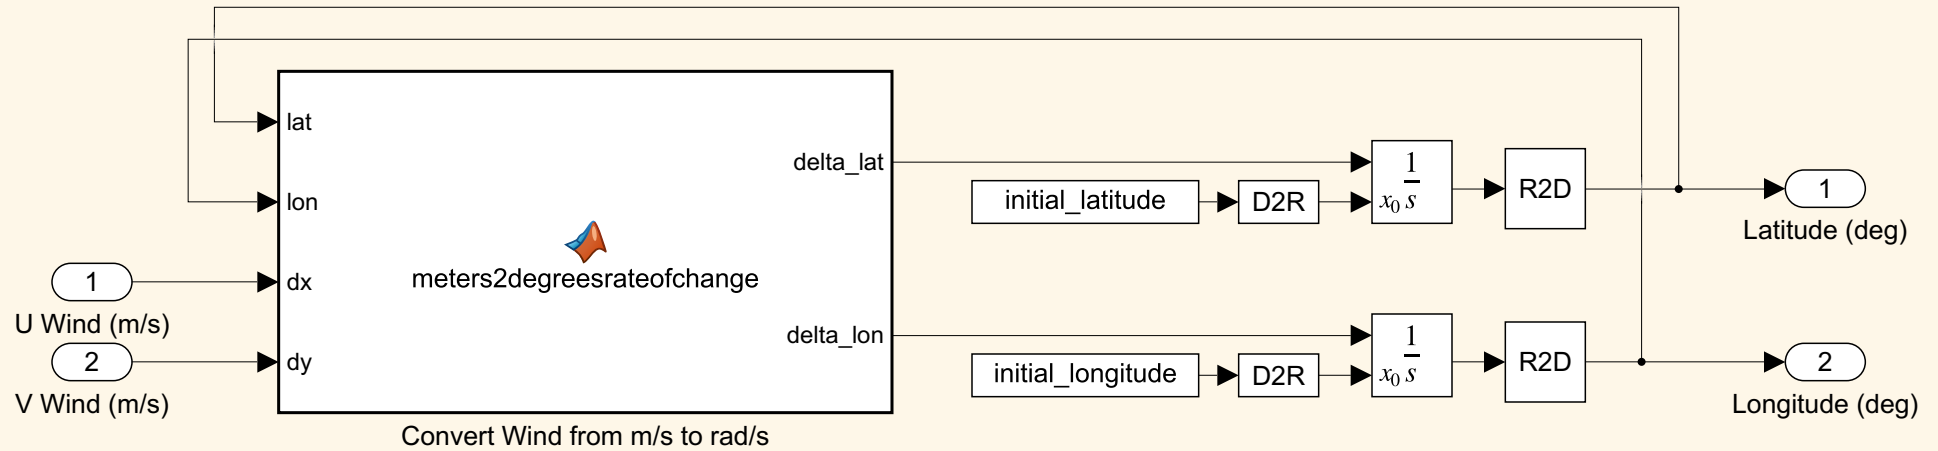 lat
lon
dx
dy
meters2degreesrateofchange
delta_lat
delta_lon
1
U Wind (m/s)
2
V Wind (m/s)
Convert Wind from m/s to rad/s
initial_latitude
D2R
1
x0 s
R2D
1
Latitude (deg)
initial_longitude
D2R
1
x0 s
R2D
2
Longitude (deg)